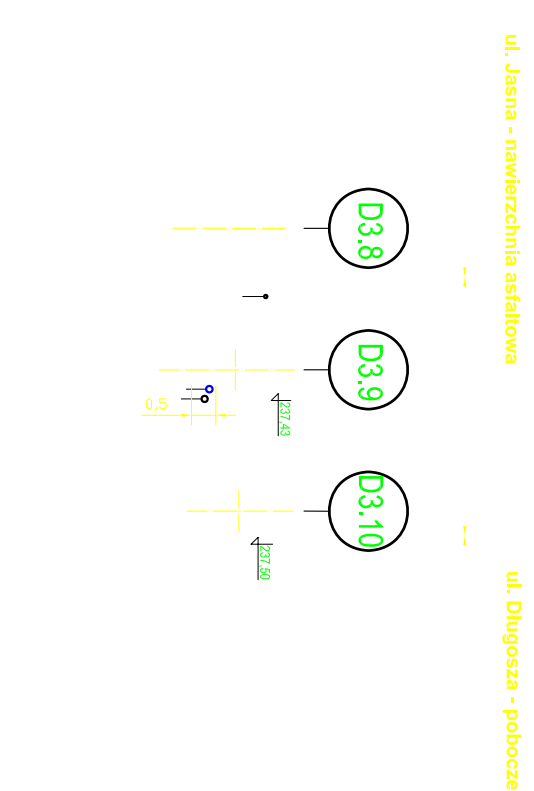 ul. Jasna - nawierzchnia asfaltowa
D3.8
D3.9
0,5
237.43
D3.10
237.50
ul. Długosza - pobocze